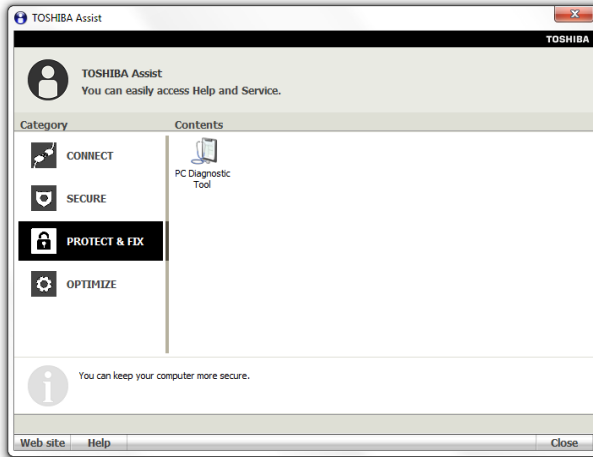 TOSHIBA Assist
TOSHIBA
TOSHIBA Assist
You can easily access Help and Service.
Category
Contents
CONNECT
SECURE
PROTECT & FIX
OPTIMIZE
PC Diagnostic
Tool
You can keep your computer more secure.
Web site
Help
Close